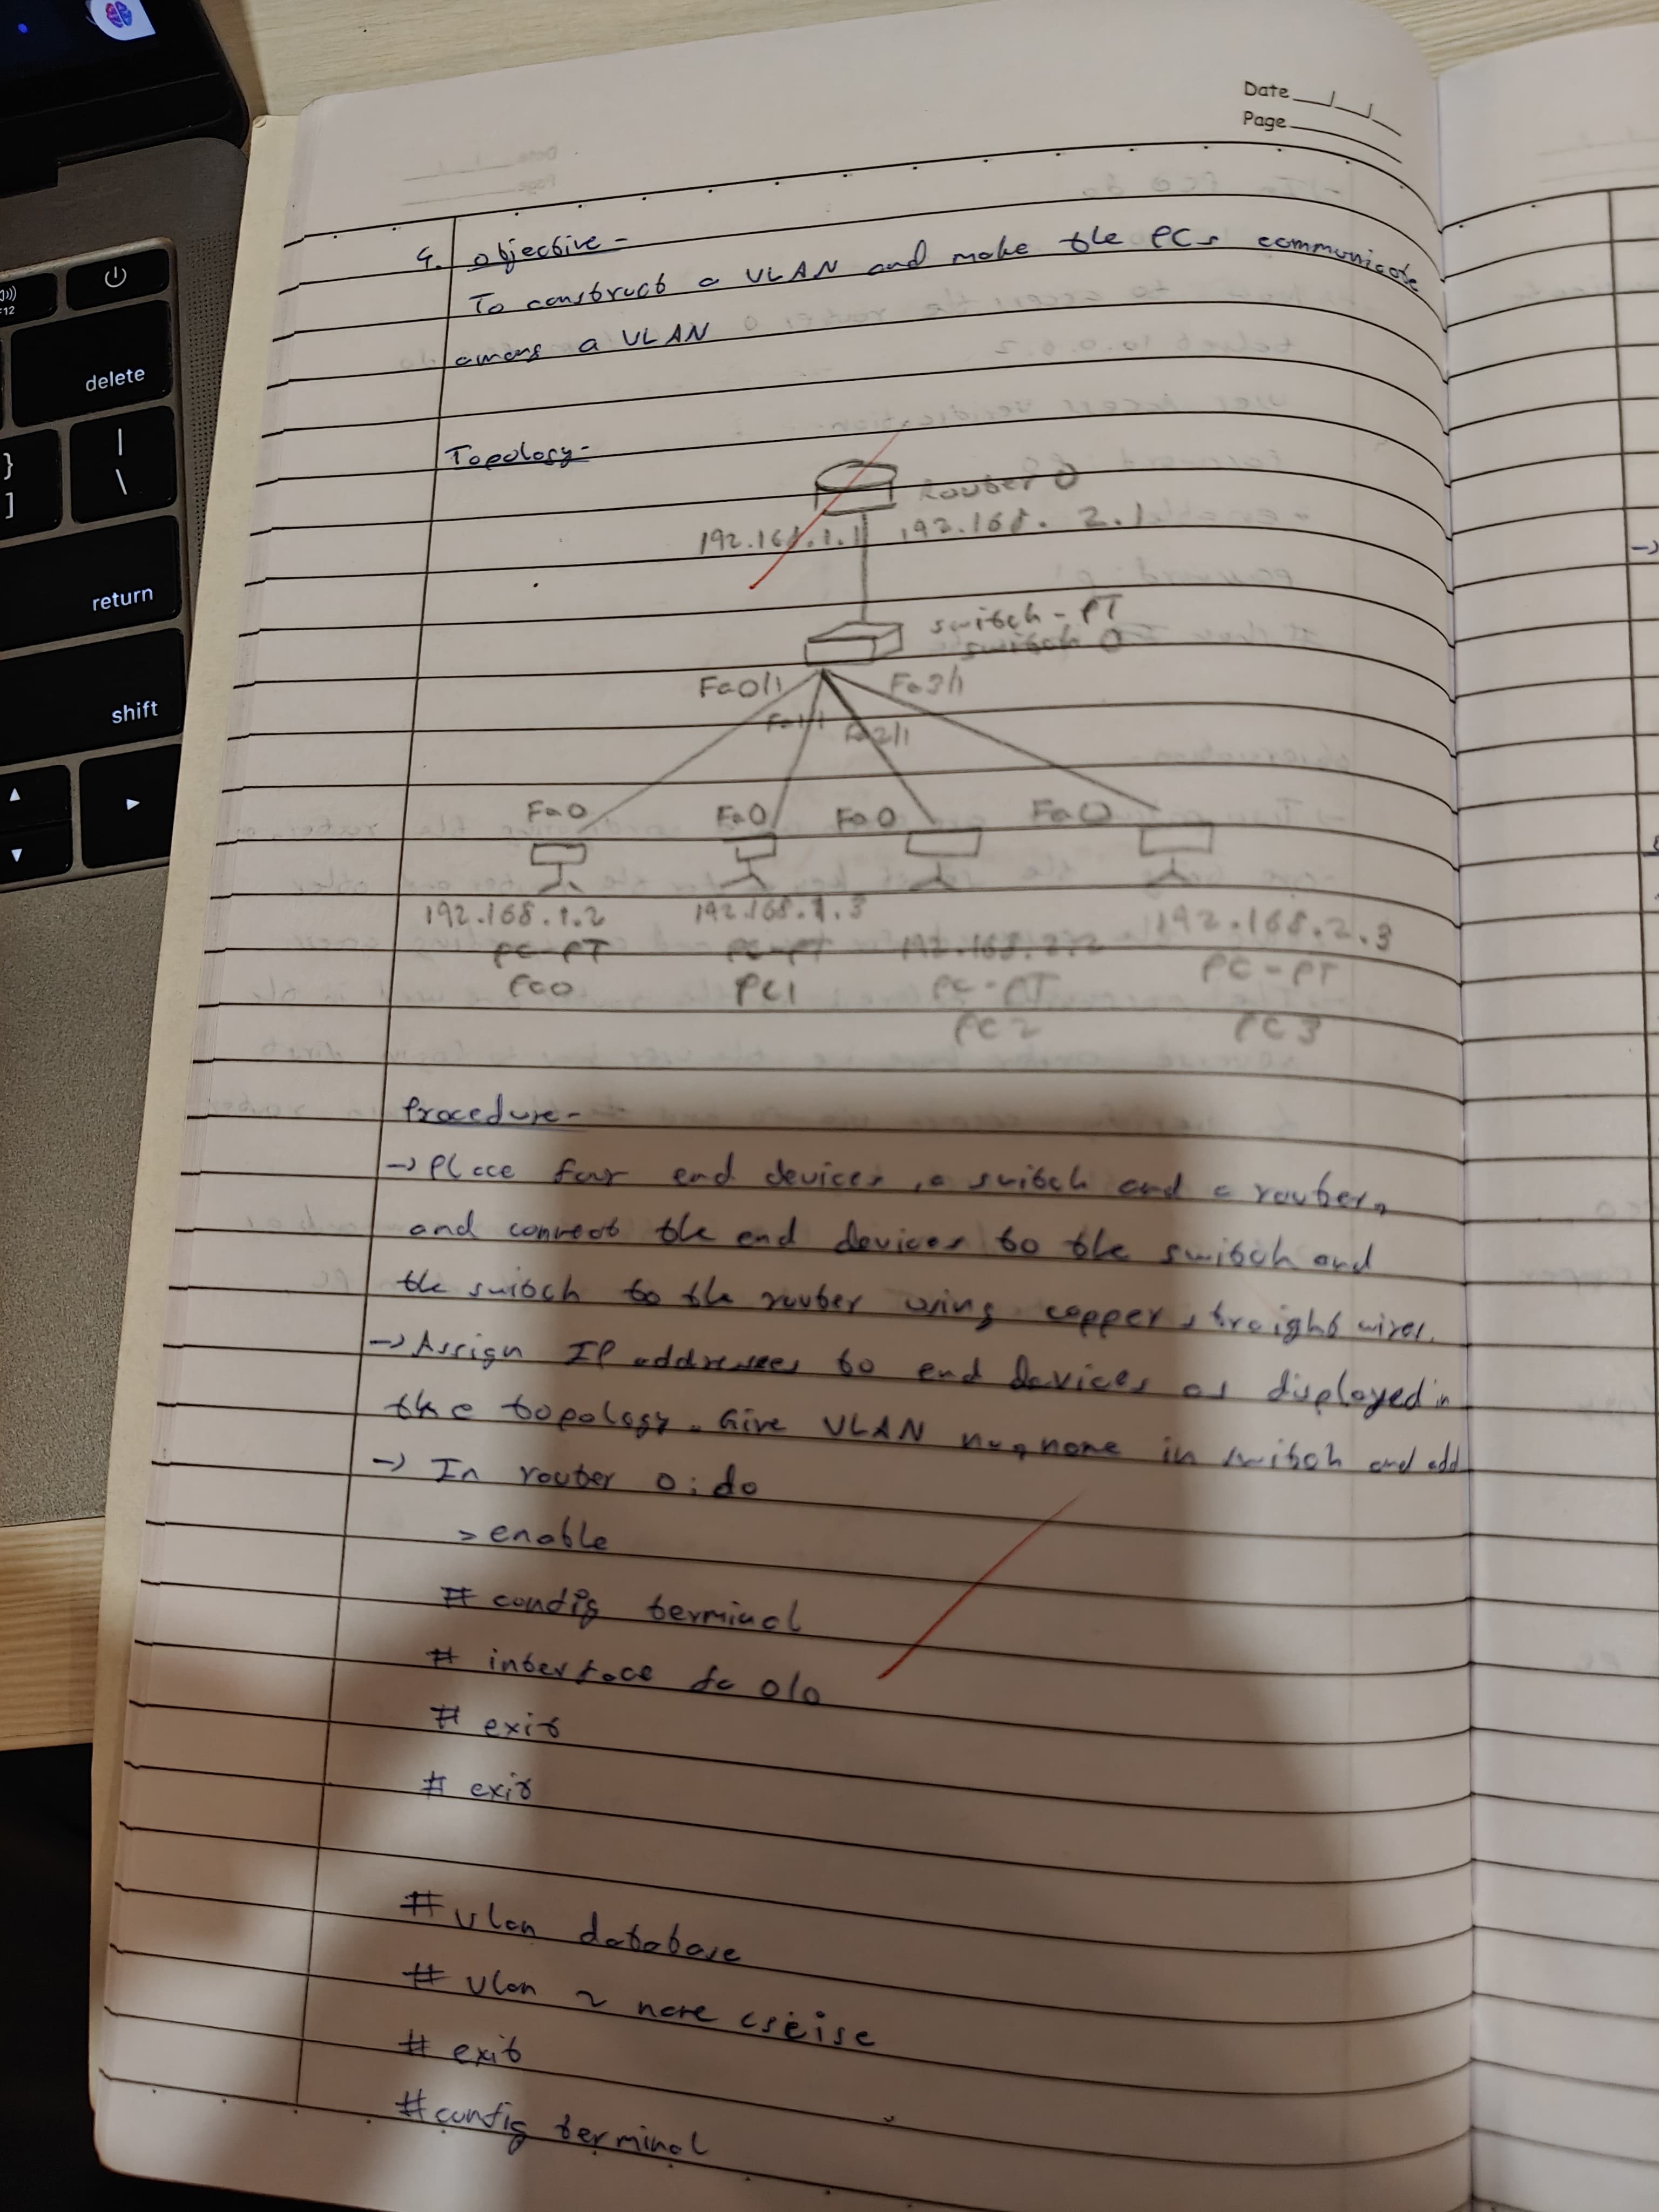 Date
Page
F12
delete
}
]
|
\
return
shift
4. Objective-
To construct a VLAN and make the PCs communicate
among a VLAN
Topology-
Router 0
192.168.1.1 192.168.2.1
switch-PT
switch 0
Fa0/1 Fa3/1
Fa1/1 Fa2/1
Fa0 Fa0 Fa0 Fa0
192.168.1.2 192.168.1.3 192.168.2.2 192.168.2.3
PC-PT PC-PT PC-PT PC-PT
PC0 PC1 PC2 PC3
Procedure-
→ Place four end devices, a switch and a router,
and connect the end devices to the switch and
the switch to the router using copper straight wires.
→ Assign IP addresses to end devices as displayed in
the topology. Give VLAN no, name in switch and add
→ In router 0: do
> enable
# config terminal
# interface fa 0/0
# exit
# exit
# vlan database
# vlan 2 name cseise
# exit
# config terminal